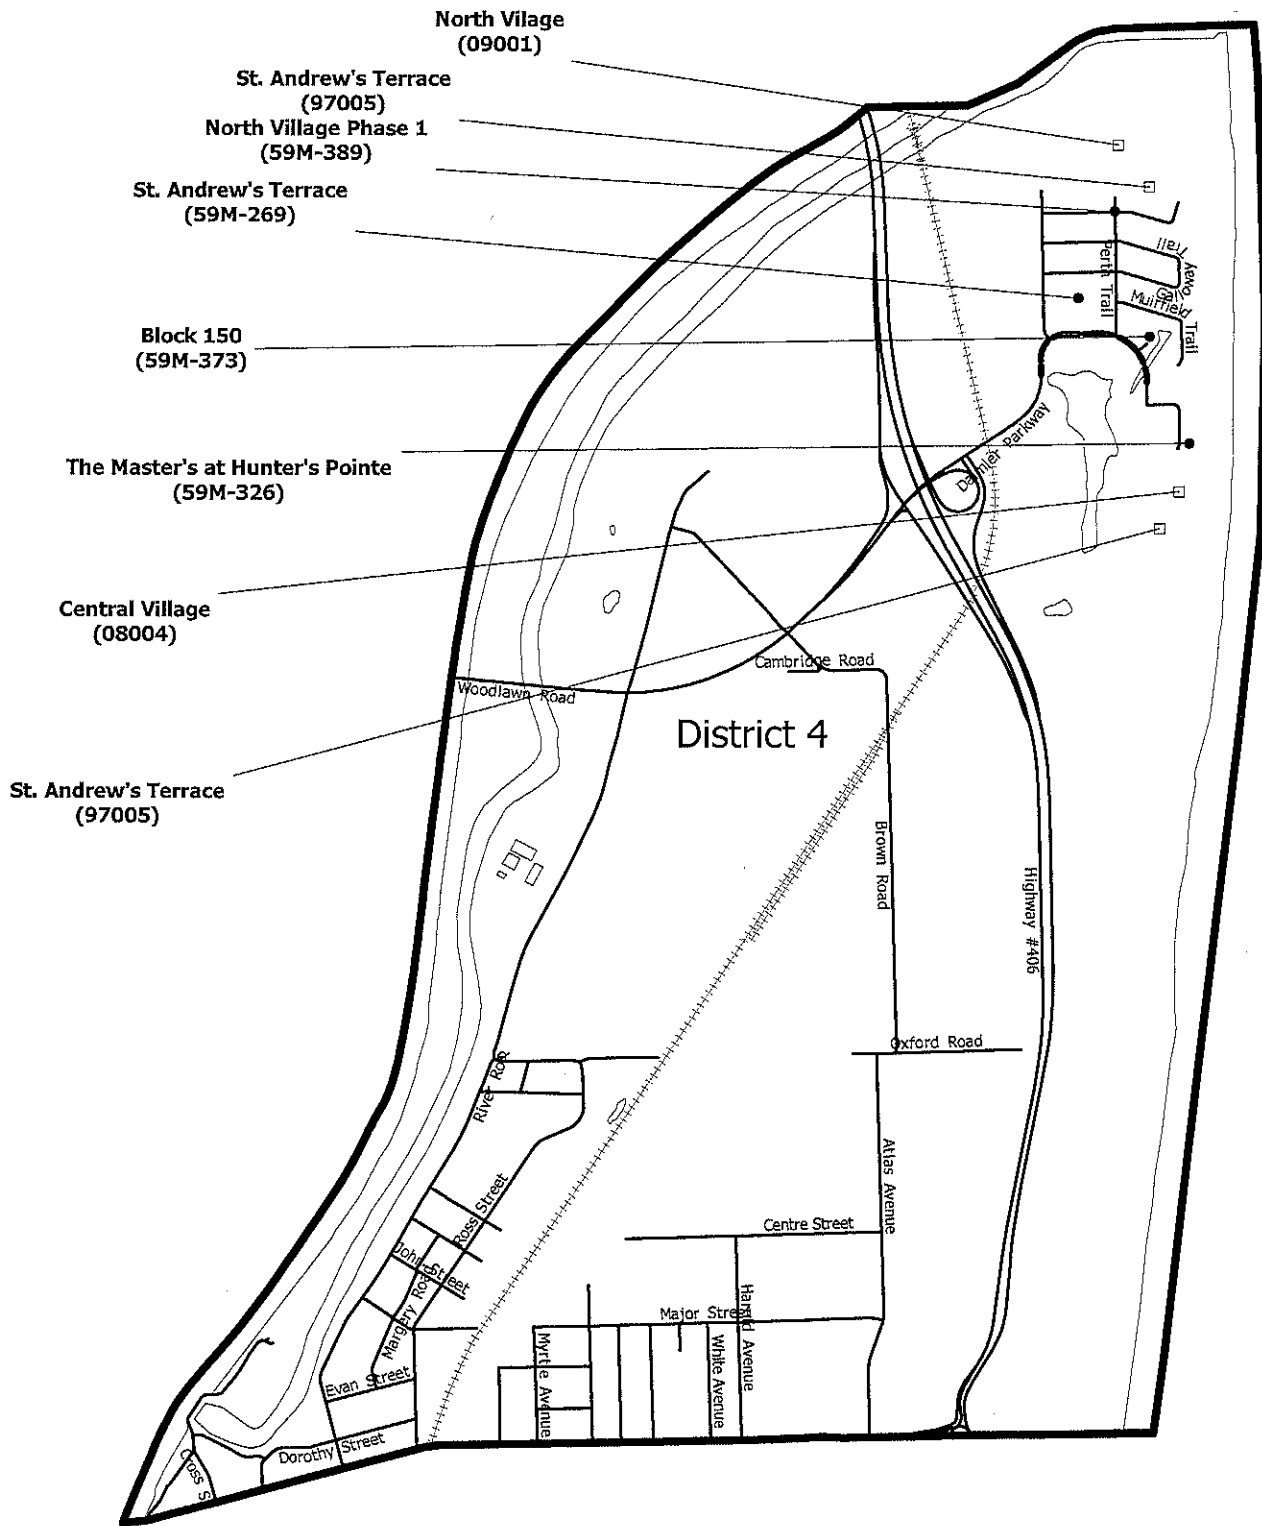 North Vilage
(09001)
St. Andrew's Terrace
(97005)
North Village Phase 1
(59M-389)
St. Andrew's Terrace
(59M-269)
Block 150
(59M-373)
The Master's at Hunter's Pointe
(59M-326)
Central Village
(08004)
St. Andrew's Terrace
(97005)
Perth Trail
Galloway Trail
Muirfield Trail
Daimler Parkway
Cambridge Road
Woodlawn Road
District 4
Brown Road
Highway #406
Oxford Road
River Road
Atlas Avenue
Ross Street
Centre Street
John Street
Margery Road
Major Street
Myrtle Avenue
White Avenue
Avenue
Evan Street
Dorothy Street
Cross S